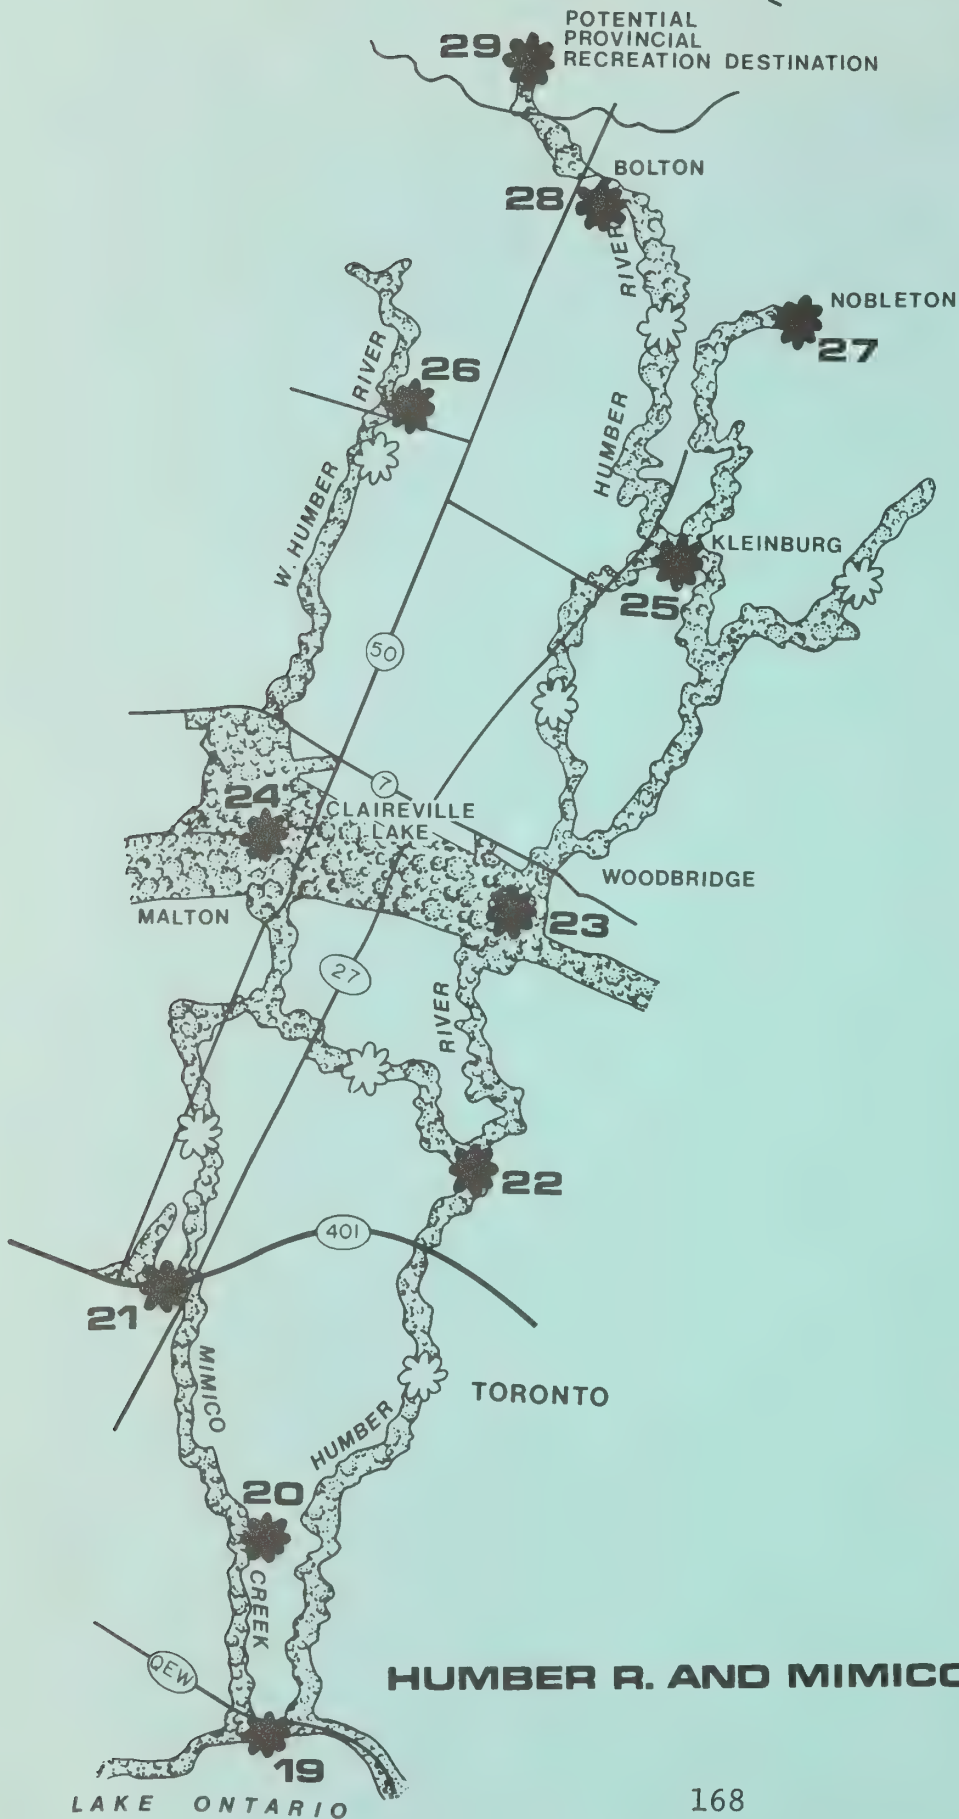 POTENTIAL
PROVINCIAL
RECREATION DESTINATION
29
BOLTON
28
RIVER
NOBLETON
27
RIVER
26
HUMBER
W. HUMBER
KLEINBURG
25
50
7
24
CLAIREVILLE
LAKE
WOODBRIDGE
MALTON
23
27
RIVER
22
401
21
MIMICO
TORONTO
HUMBER
20
CREEK
QEW
HUMBER R. AND MIMICO
19
LAKE ONTARIO
168